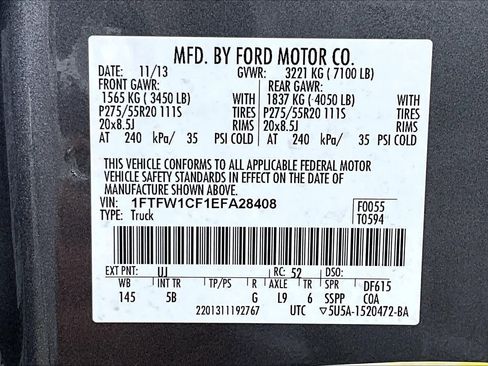 MFD. BY FORD MOTOR CO.
DATE: 11/13 GVWR: 3221 KG ( 7100 LB)
FRONT GAWR: REAR GAWR:
1565 KG ( 3450 LB) WITH 1837 KG ( 4050 LB) WITH
P275/55R20 111S TIRES P275/55R20 111S TIRES
20x8.5J RIMS 20x8.5J RIMS
AT 240 kPa/ 35 PSI COLD AT 240 kPa/ 35 PSI COLD
THIS VEHICLE CONFORMS TO ALL APPLICABLE FEDERAL MOTOR
VEHICLE SAFETY STANDARDS IN EFFECT ON THE DATE OF
MANUFACTURE SHOWN ABOVE.
VIN: 1FTFW1CF1EFA28408 F0055
TYPE: Truck T0594
EXT PNT: UJ RC: 52 DSO:
WB INT TR TP/PS R AXLE TR SPR DF615
145 5B G L9 6 SSPP COA
2201311192767 UTC ▽5U5A-1520472-BA